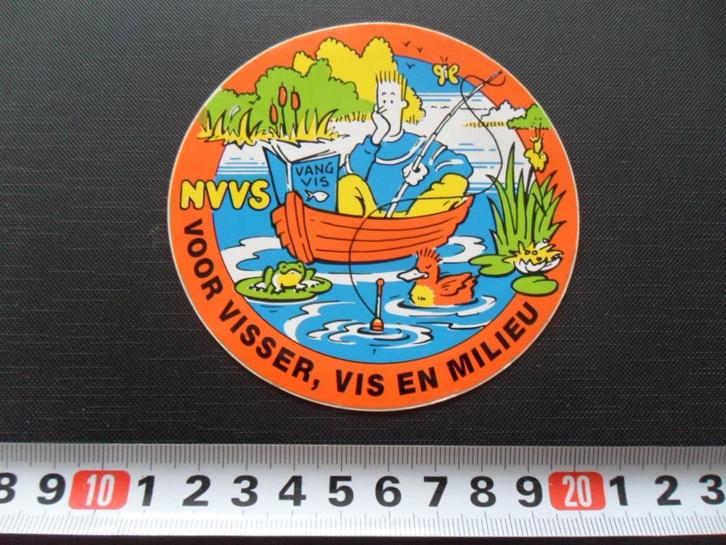 VANG
VIS
NVVS
VOOR VISSER, VIS EN MILIEU
8 9 10 1 2 3 4 5 6 7 8 9 20 1 2 3